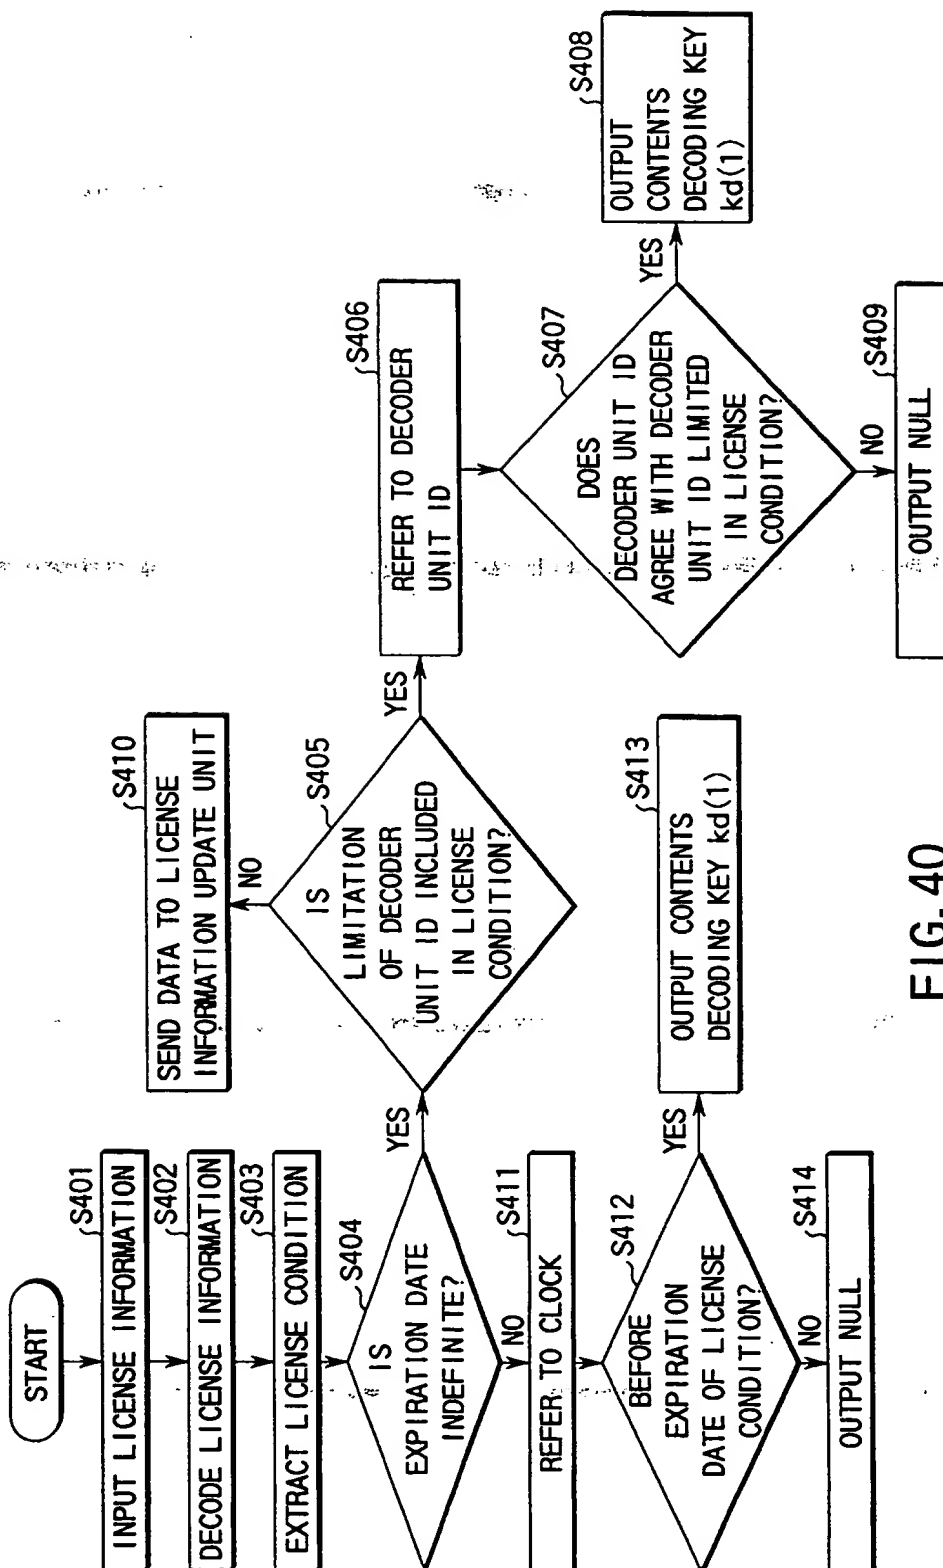 START
S401
INPUT LICENSE INFORMATION
S402
DECODE LICENSE INFORMATION
S403
EXTRACT LICENSE CONDITION
S404
IS
EXPIRATION DATE
INDEFINITE?
YES
NO
S411
REFER TO CLOCK
S412
BEFORE
EXPIRATION
DATE OF LICENSE
CONDITION?
YES
NO
S414
OUTPUT NULL
S413
OUTPUT CONTENTS
DECODING KEY kd(1)
S410
SEND DATA TO LICENSE
INFORMATION UPDATE UNIT
NO
S405
IS
LIMITATION
OF DECODER
UNIT ID INCLUDED
IN LICENSE
CONDITION?
YES
S406
REFER TO DECODER
UNIT ID
S407
DOES
DECODER UNIT ID
AGREE WITH DECODER
UNIT ID LIMITED
IN LICENSE
CONDITION?
YES
NO
S408
OUTPUT
CONTENTS
DECODING KEY
kd(1)
S409
OUTPUT NULL
FIG. 40